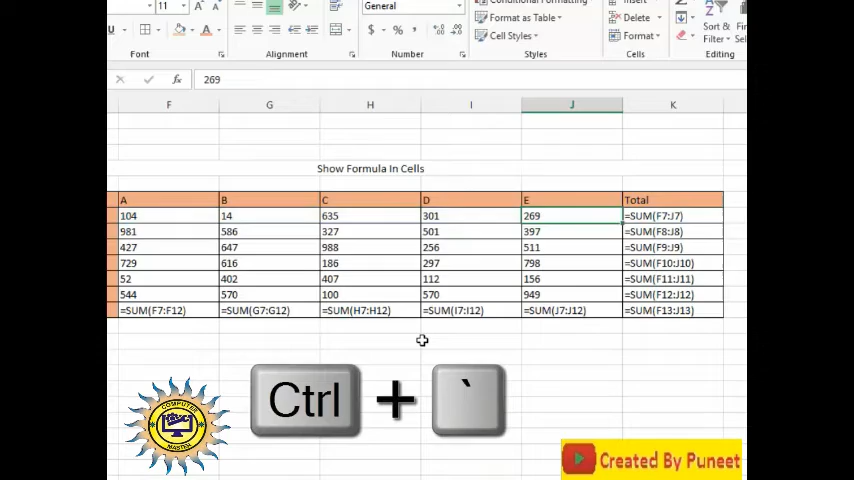 11 A A General Conditional Formatting Insert
U A $ % Format as Table Delete Sort &
Cell Styles Format Filter
Font Alignment Number Styles Cells Editing
fx 269
F G H I J K
Show Formula In Cells
A B C D E Total
104 14 635 301 269 =SUM(F7:J7)
981 586 327 501 397 =SUM(F8:J8)
427 647 988 256 511 =SUM(F9:J9)
729 616 186 297 798 =SUM(F10:J10)
52 402 407 112 156 =SUM(F11:J11)
544 570 100 570 949 =SUM(F12:J12)
=SUM(F7:F12) =SUM(G7:G12) =SUM(H7:H12) =SUM(I7:I12) =SUM(J7:J12) =SUM(F13:J13)
Ctrl + `
COMPUTER
MASTER
Created By Puneet